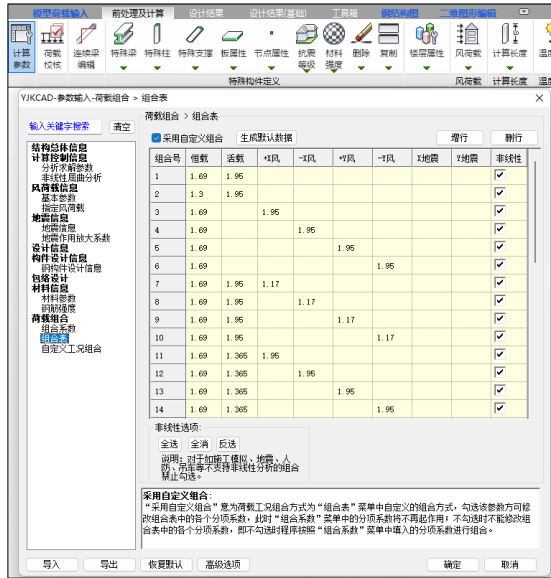 模型荷载输入 前处理及计算 设计结果 设计结果(基础) 工具箱 钢结构图 二维图形编辑
计算参数 荷载校核 连续梁编辑 特殊梁 特殊柱 特殊支撑 板属性 节点属性 抗震等级 材料强度 删除 复制 楼层属性 风荷载 计算长度 温
特殊构件定义 风荷载 计算长度 温
YJKCAD-参数输入-荷载组合 > 组合表
输入关键字搜索 清空
结构总体信息
计算控制信息
分析求解参数
非线性屈曲分析
风荷载信息
基本参数
指定风荷载
地震信息
地震信息
地震作用放大系数
设计信息
构件设计信息
钢构件设计信息
包络设计
材料信息
材料参数
钢筋强度
荷载组合
组合系数
组合表
自定义工况组合
荷载组合 > 组合表
采用自定义组合 生成默认数据 增行 删行
组合号 恒载 活载 +X风 -X风 +Y风 -Y风 X地震 Y地震 非线性
1 1.69 1.95
2 1.3 1.95
3 1.69 1.95
4 1.69 1.95
5 1.69 1.95
6 1.69 1.95
7 1.69 1.95 1.17
8 1.69 1.95 1.17
9 1.69 1.95 1.17
10 1.69 1.95 1.17
11 1.69 1.365 1.95
12 1.69 1.365 1.95
13 1.69 1.365 1.95
14 1.69 1.365 1.95
非线性选项:
全选 全消 反选
说明: 对于如施工模拟、地震、人
防、吊车等不支持非线性分析的组合
禁止勾选。
采用自定义组合:
"采用自定义组合" 意为荷载工况组合方式为 "组合表" 菜单中自定义的组合方式，勾选该参数方可修
改组合表中的各个分项系数，此时 "组合系数" 菜单中的分项系数将不再起作用；不勾选时不能修改组
合表中的各个分项系数，即不勾选时程序按照 "组合系数" 菜单中填入的分项系数进行组合。
导入 导出 恢复默认 高级选项 确定 取消